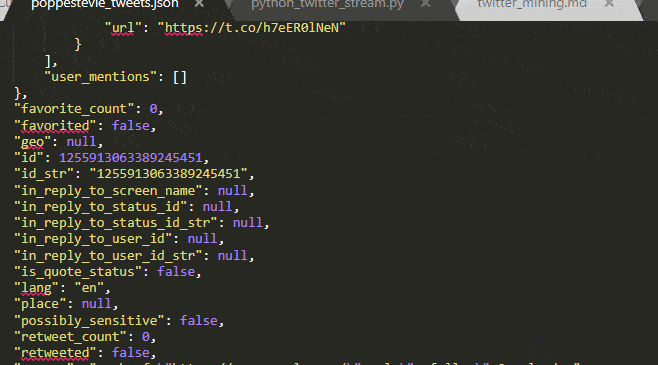 poppestevie_tweets.json × python_twitter_stream.py × twitter_mining.md ×
"url": "https://t.co/h7eER0lNeN"
}
],
"user_mentions": []
},
"favorite_count": 0,
"favorited": false,
"geo": null,
"id": 1255913063389245451,
"id_str": "1255913063389245451",
"in_reply_to_screen_name": null,
"in_reply_to_status_id": null,
"in_reply_to_status_id_str": null,
"in_reply_to_user_id": null,
"in_reply_to_user_id_str": null,
"is_quote_status": false,
"lang": "en",
"place": null,
"possibly_sensitive": false,
"retweet_count": 0,
"retweeted": false,